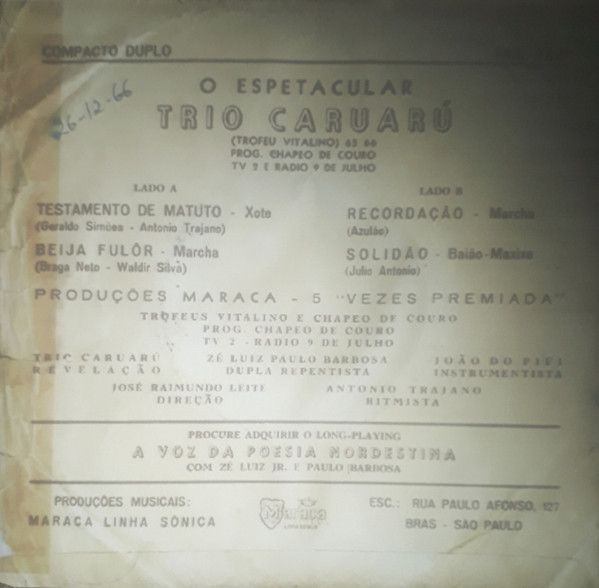 COMPACTO DUPLO
26-12-66
O ESPETACULAR
TRIO CARUARÚ
(TROFEU VITALINO) 65 66
PROG. CHAPEO DE COURO
TV 2 E RADIO 9 DE JULHO
LADO A
TESTAMENTO DE MATUTO - Xote
(Geraldo Simões - Antonio Trajano)
BEIJA FULÔR - Marcha
(Braga Neto - Waldir Silva)
LADO B
RECORDAÇÃO - Marcha
(Azulão)
SOLIDÃO - Baião-Maxixe
(Julio Antonio)
PRODUÇÕES MARACA - 5 "VEZES PREMIADA"
TROFEUS VITALINO E CHAPEO DE COURO
PROG. CHAPEO DE COURO
TV 2 - RADIO 9 DE JULHO
TRIO CARUARÚ
REVELAÇÃO
ZÉ LUIZ PAULO BARBOSA
DUPLA REPENTISTA
JOÃO DO PIFI
INSTRUMENTISTA
JOSÉ RAIMUNDO LEITE
DIREÇÃO
ANTONIO TRAJANO
RITMISTA
PROCURE ADQUIRIR O LONG-PLAYING
A VOZ DA POESIA NORDESTINA
COM ZÉ LUIZ JR. E PAULO BARBOSA
PRODUÇÕES MUSICAIS:
MARACA LINHA SÔNICA
Maraca
ESC.: RUA PAULO AFONSO, 127
BRAS - SÃO PAULO